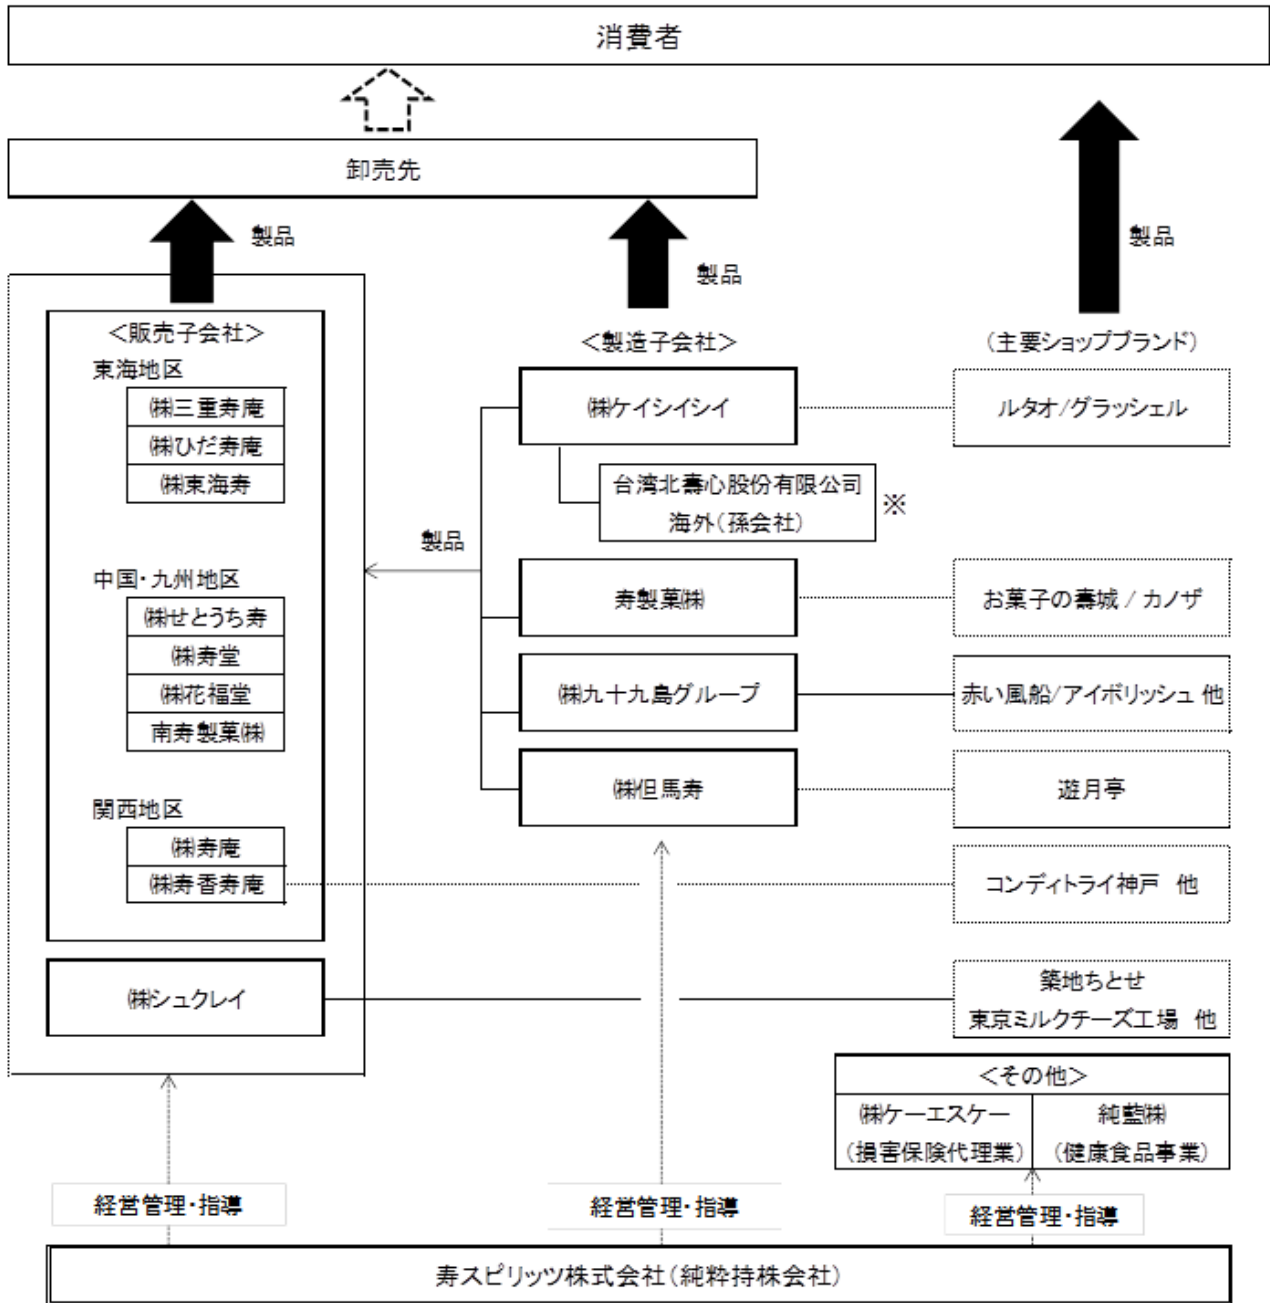 消費者
卸売先
製品
製品
製品
＜販売子会社＞
東海地区
㈱三重寿庵
㈱ひだ寿庵
㈱東海寿
中国・九州地区
㈱せとうち寿
㈱寿堂
㈱花福堂
南寿製菓㈱
関西地区
㈱寿庵
㈱寿香寿庵
㈱シュクレイ
製品
＜製造子会社＞
㈱ケイシイシイ
台湾北壽心股份有限公司
海外（孫会社）
※
寿製菓㈱
㈱九十九島グループ
㈱但馬寿
（主要ショップブランド）
ルタオ/グラッシェル
お菓子の壽城 / カノザ
赤い風船/アイボリッシュ 他
遊月亭
コンディトライ神戸　他
築地ちとせ
東京ミルクチーズ工場　他
＜その他＞
㈱ケーエスケー
（損害保険代理業）
純藍㈱
（健康食品事業）
経営管理・指導
経営管理・指導
経営管理・指導
寿スピリッツ株式会社（純粋持株会社）